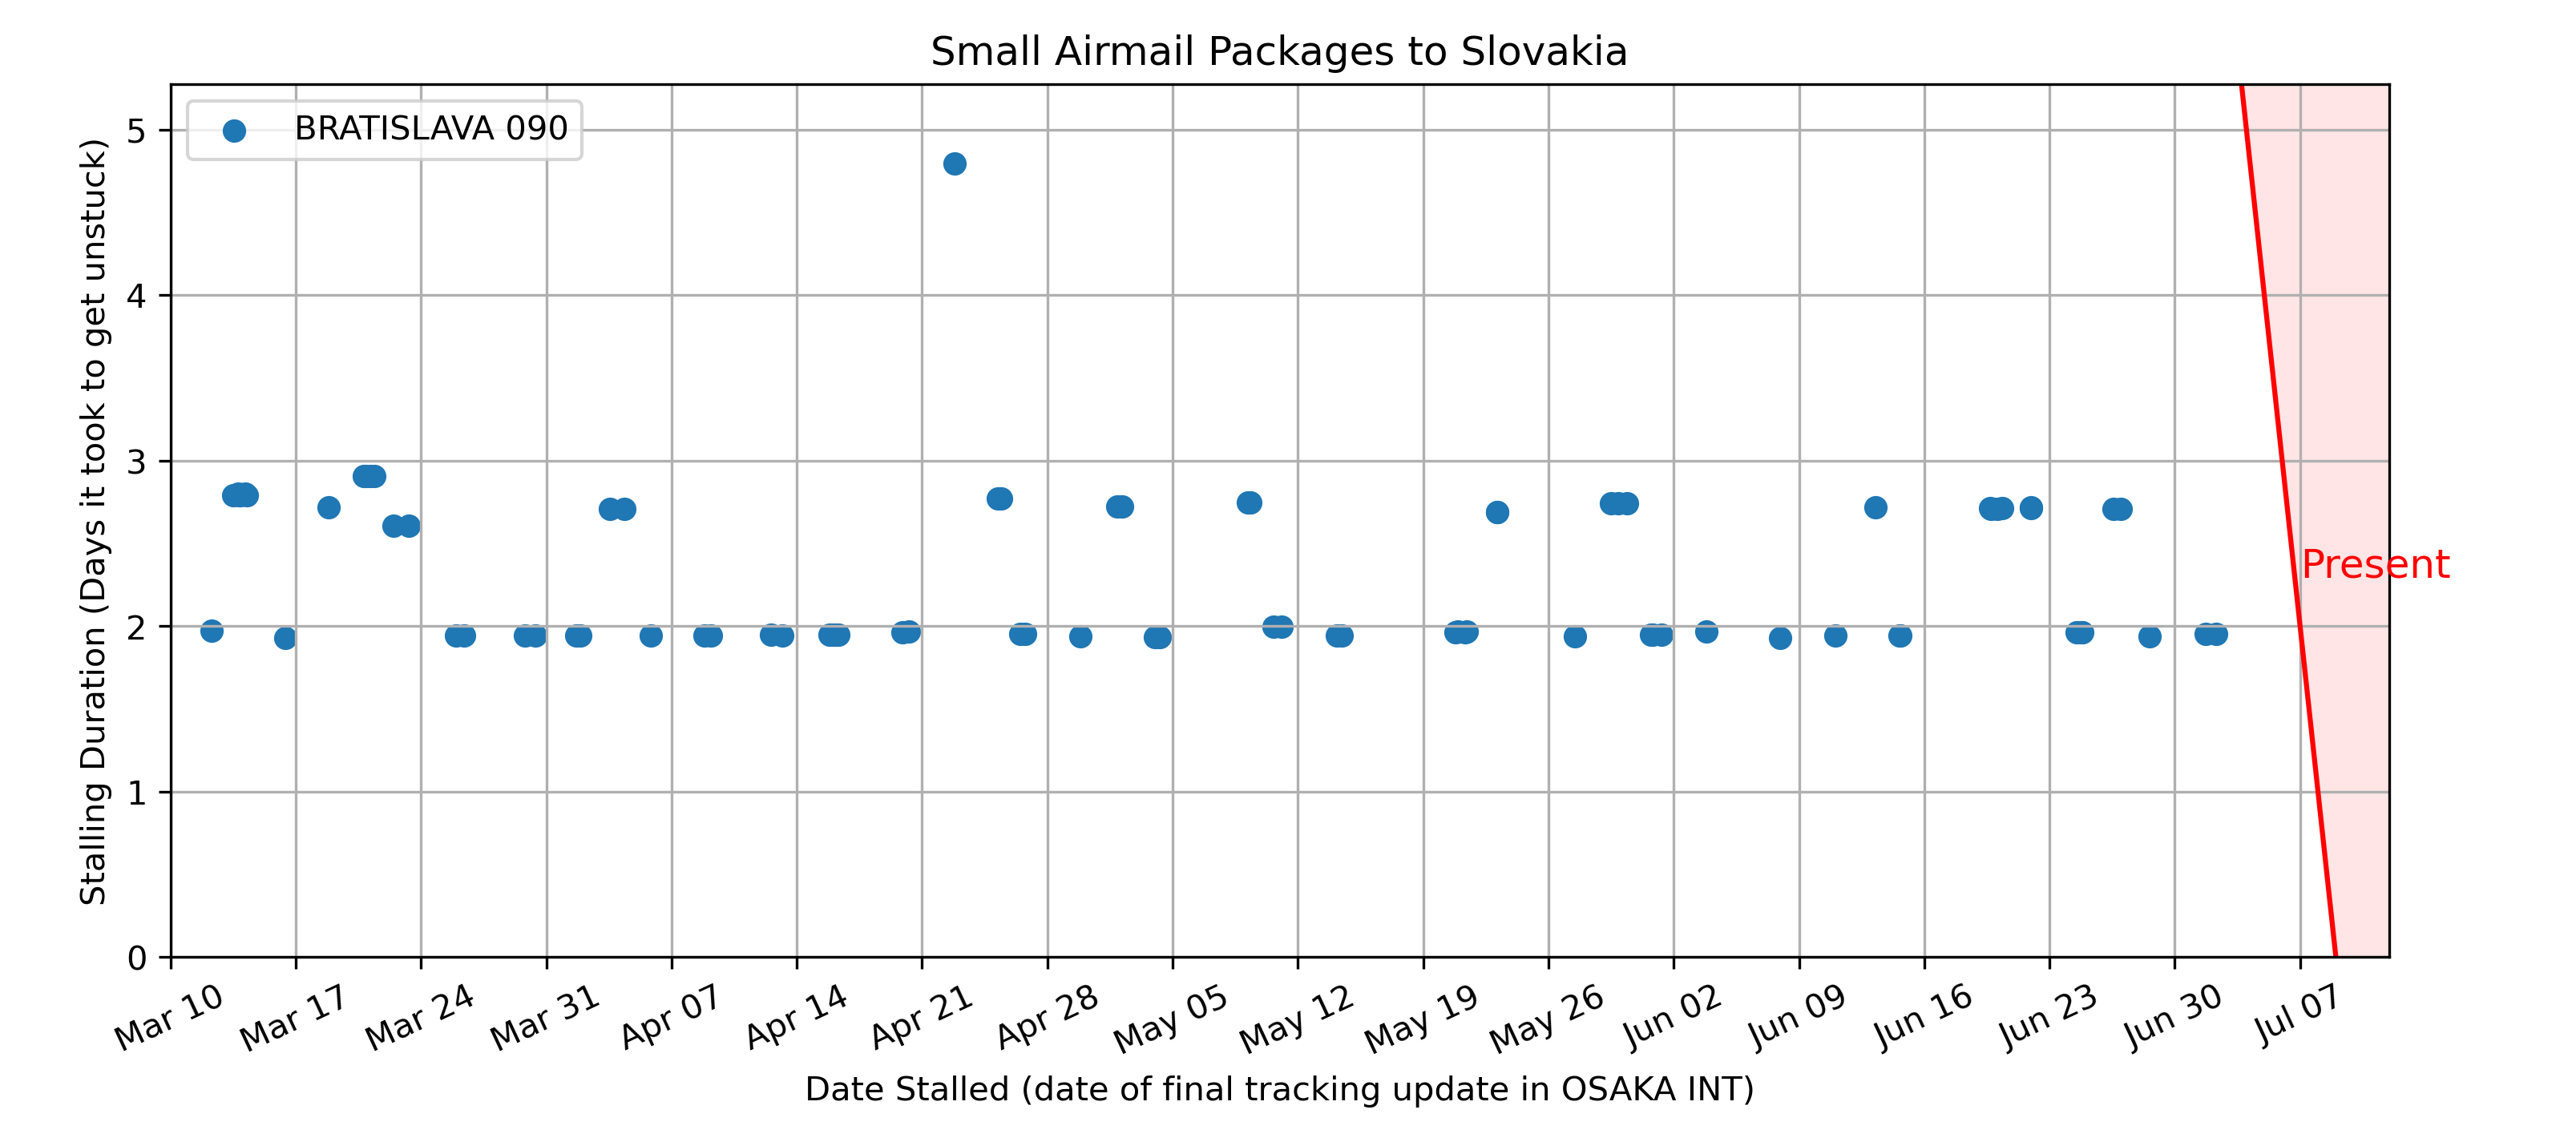 Small Airmail Packages to Slovakia
BRATISLAVA 090
Stalling Duration (Days it took to get unstuck)
5
4
3
2
1
0
Present
Mar 10
Mar 17
Mar 24
Mar 31
Apr 07
Apr 14
Apr 21
Apr 28
May 05
May 12
May 19
May 26
Jun 02
Jun 09
Jun 16
Jun 23
Jun 30
Jul 07
Date Stalled (date of final tracking update in OSAKA INT)